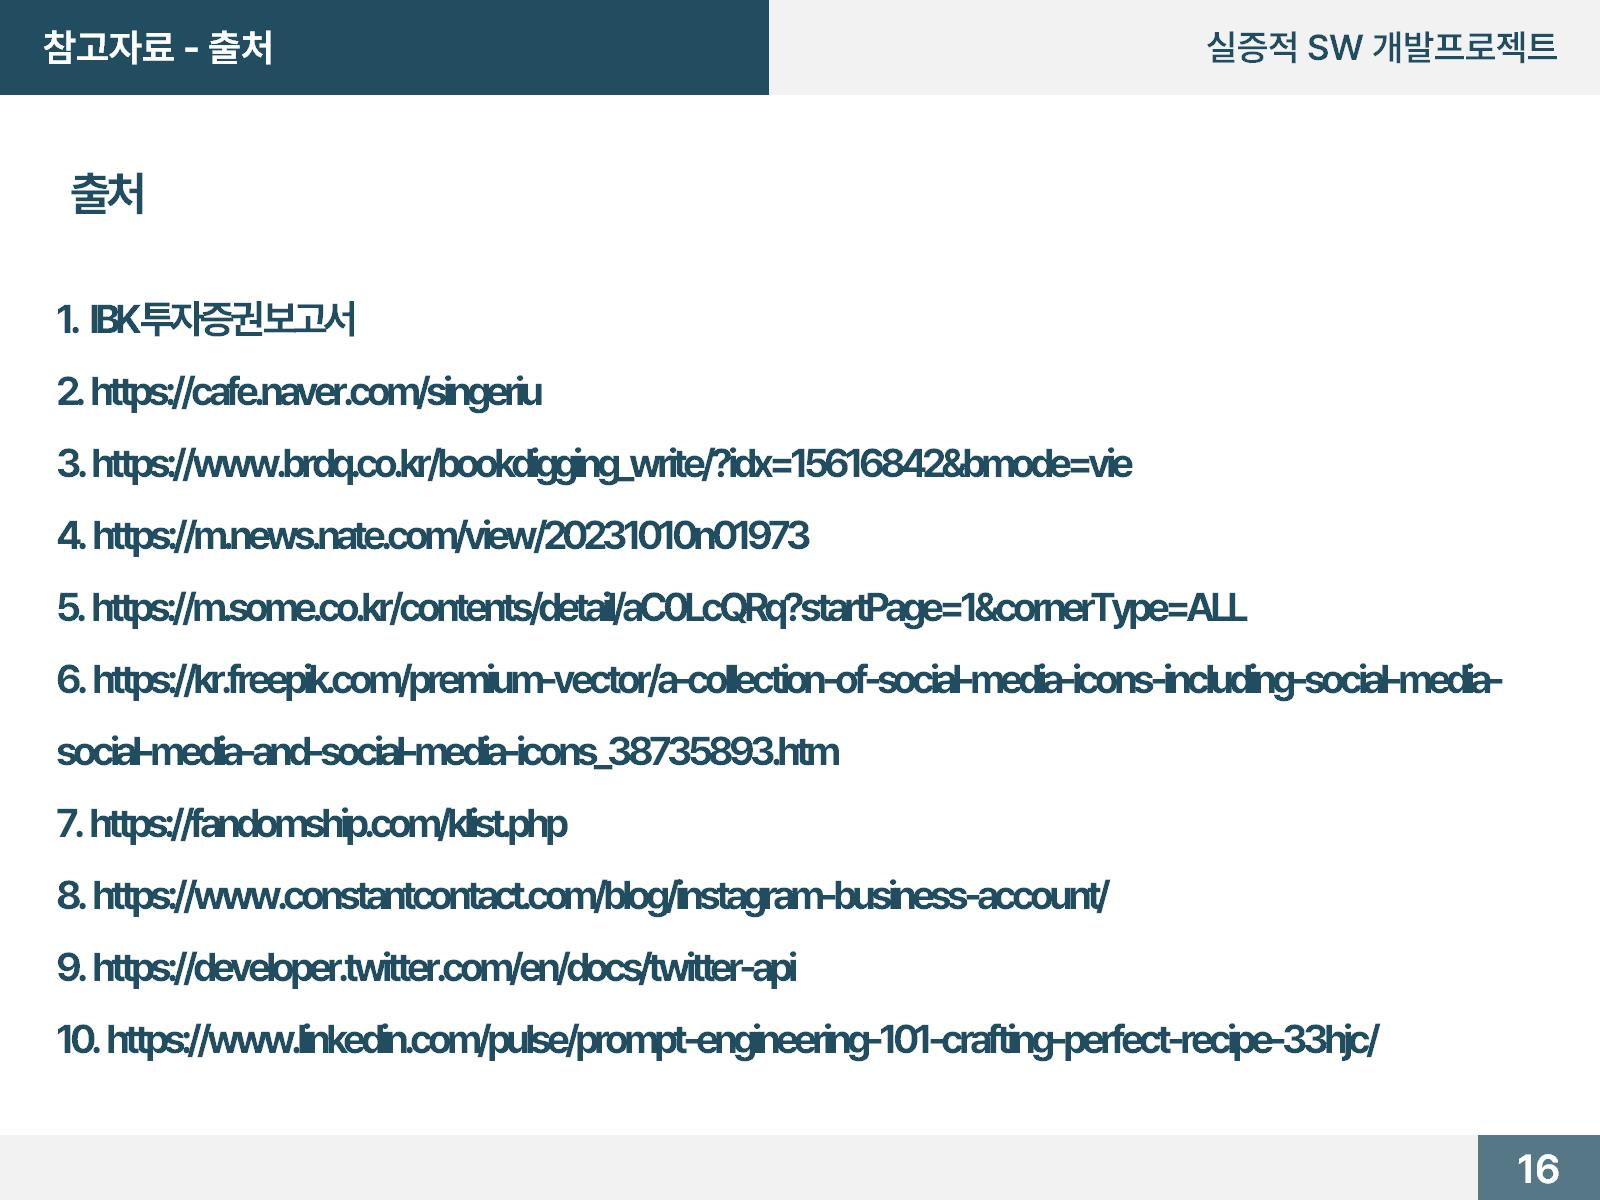 참고자료 - 출처
실증적 SW 개발프로젝트
출처
1. IBK투자증권보고서
2. https://cafe.naver.com/singeriu
3. https://www.brdq.co.kr/bookdigging_write/?idx=15616842&bmode=vie
4. https://m.news.nate.com/view/20231010n01973
5. https://m.some.co.kr/contents/detail/aC0LcQRq?startPage=1&cornerType=ALL
6. https://kr.freepik.com/premium-vector/a-collection-of-social-media-icons-including-social-media-
social-media-and-social-media-icons_38735893.htm
7. https://fandomship.com/klist.php
8. https://www.constantcontact.com/blog/instagram-business-account/
9. https://developer.twitter.com/en/docs/twitter-api
10. https://www.linkedin.com/pulse/prompt-engineering-101-crafting-perfect-recipe-33hjc/
16